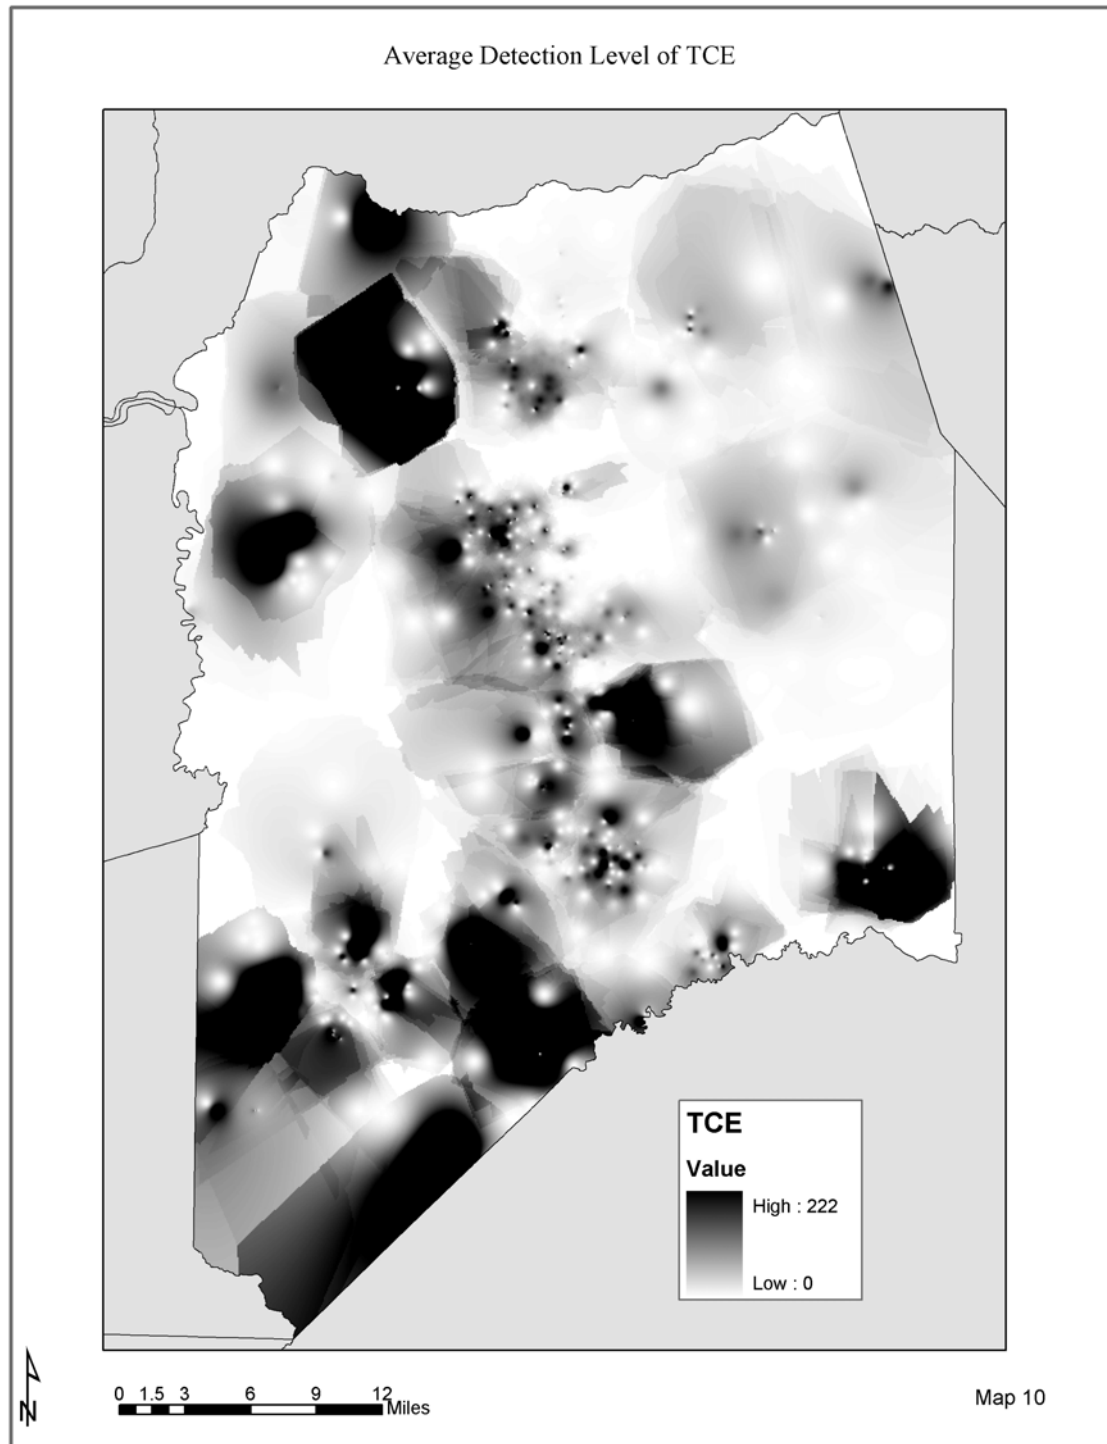 Average Detection Level of TCE
TCE
Value
High : 222
Low : 0
0 1.5 3 6 9 12
Miles
N
Map 10